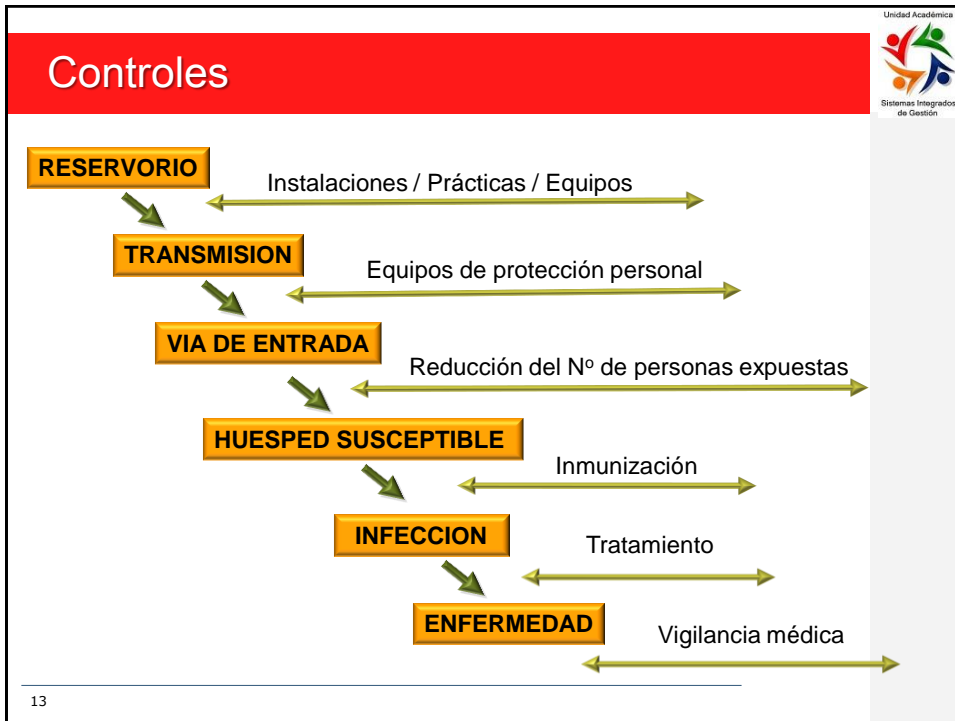 Unidad Académica
Controles
Sistemas Integrados
de Gestión
RESERVORIO
Instalaciones / Prácticas / Equipos
TRANSMISION
Equipos de protección personal
VIA DE ENTRADA
Reducción del Nº de personas expuestas
HUESPED SUSCEPTIBLE
Inmunización
INFECCION
Tratamiento
ENFERMEDAD
Vigilancia médica
13